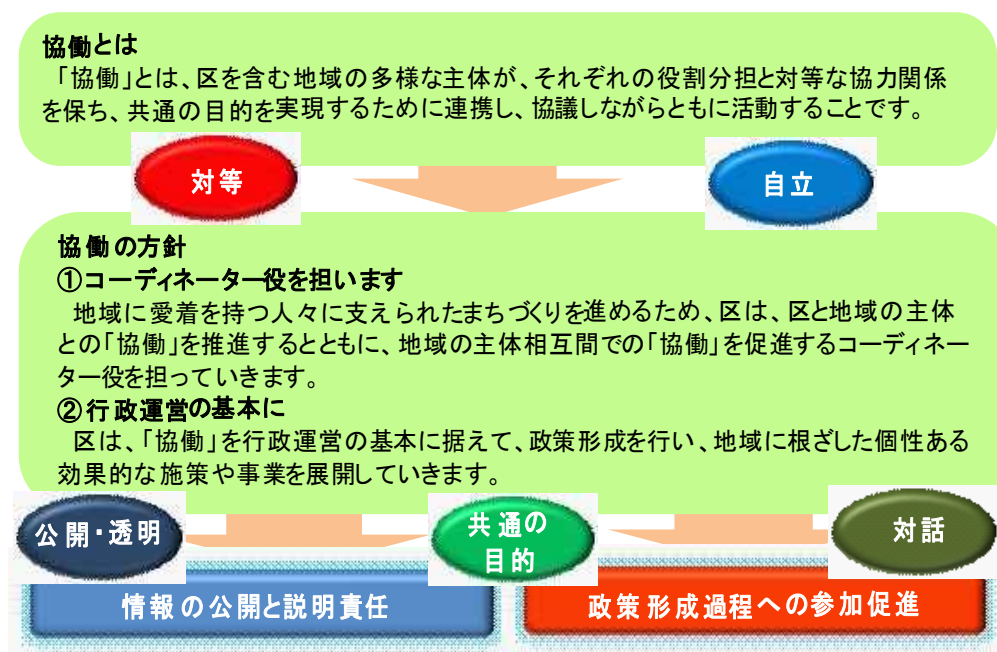 協働とは
「協働」とは、区を含む地域の多様な主体が、それぞれの役割分担と対等な協力関係
を保ち、共通の目的を実現するために連携し、協議しながらともに活動することです。
対等
自立
協働の方針
①コーディネーター役を担います
地域に愛着を持つ人々に支えられたまちづくりを進めるため、区は、区と地域の主体
との「協働」を推進するとともに、地域の主体相互間での「協働」を促進するコーディネー
ター役を担っていきます。
②行政運営の基本に
区は、「協働」を行政運営の基本に据えて、政策形成を行い、地域に根ざした個性ある
効果的な施策や事業を展開していきます。
公開・透明
共通の
目的
対話
情報の公開と説明責任
政策形成過程への参加促進